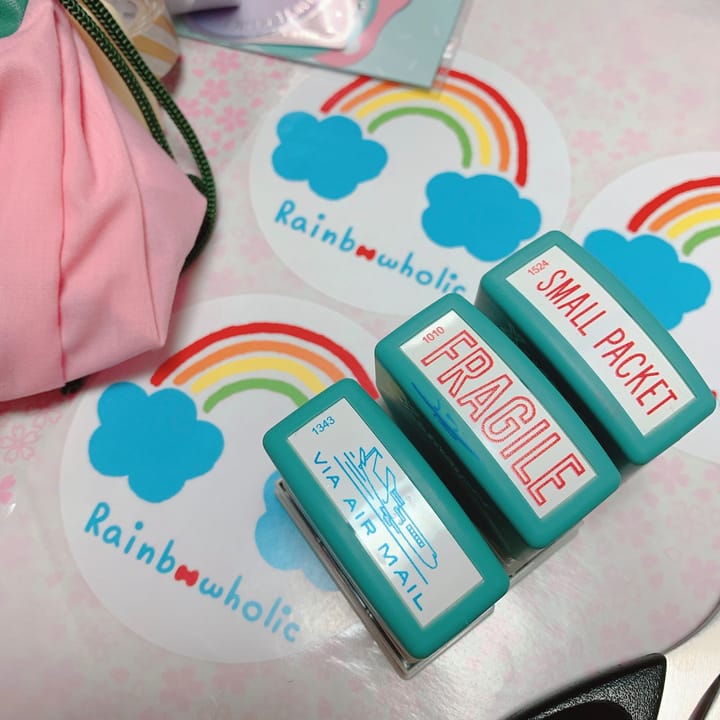 Rainbowholic
1524
SMALL PACKET
1010
FRAGILE
1343
VIA AIR MAIL
Rainbowholic